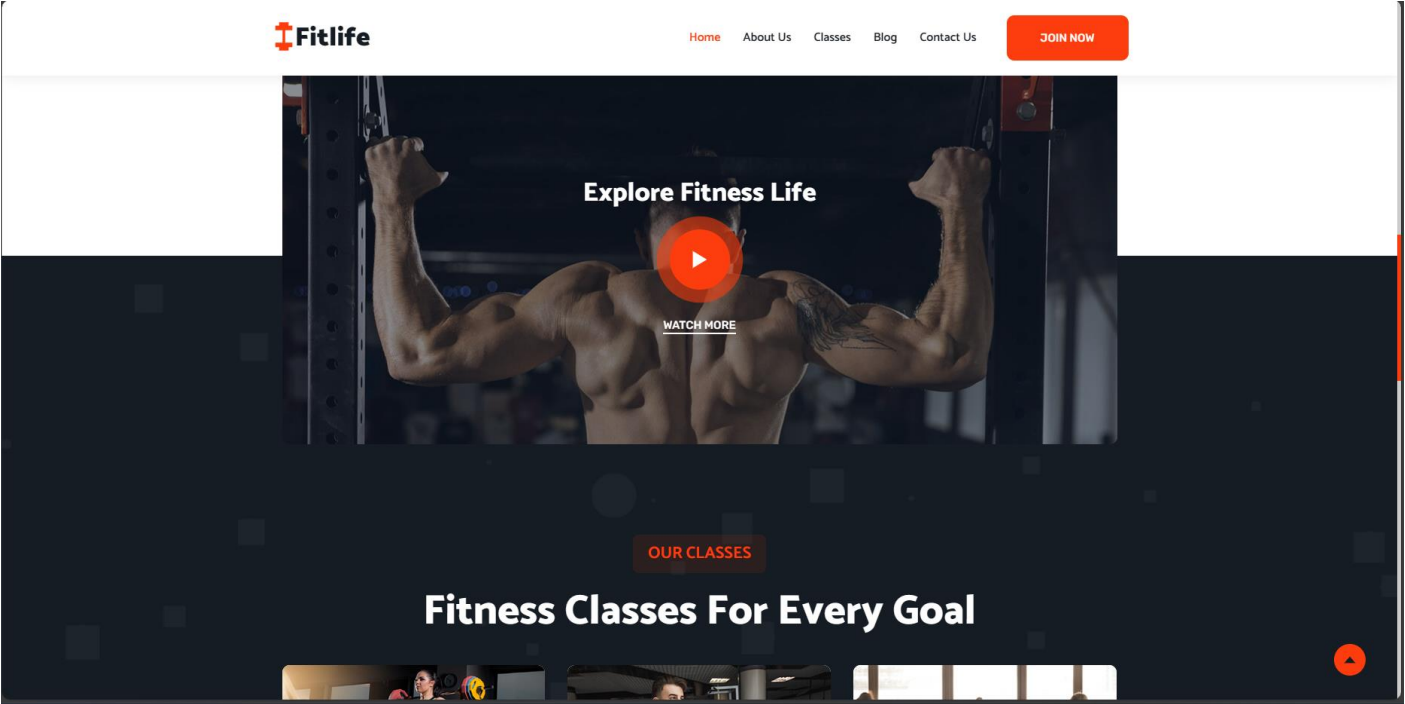 Fitlife
Home About Us Classes Blog Contact Us JOIN NOW
Explore Fitness Life
WATCH MORE
OUR CLASSES
Fitness Classes For Every Goal